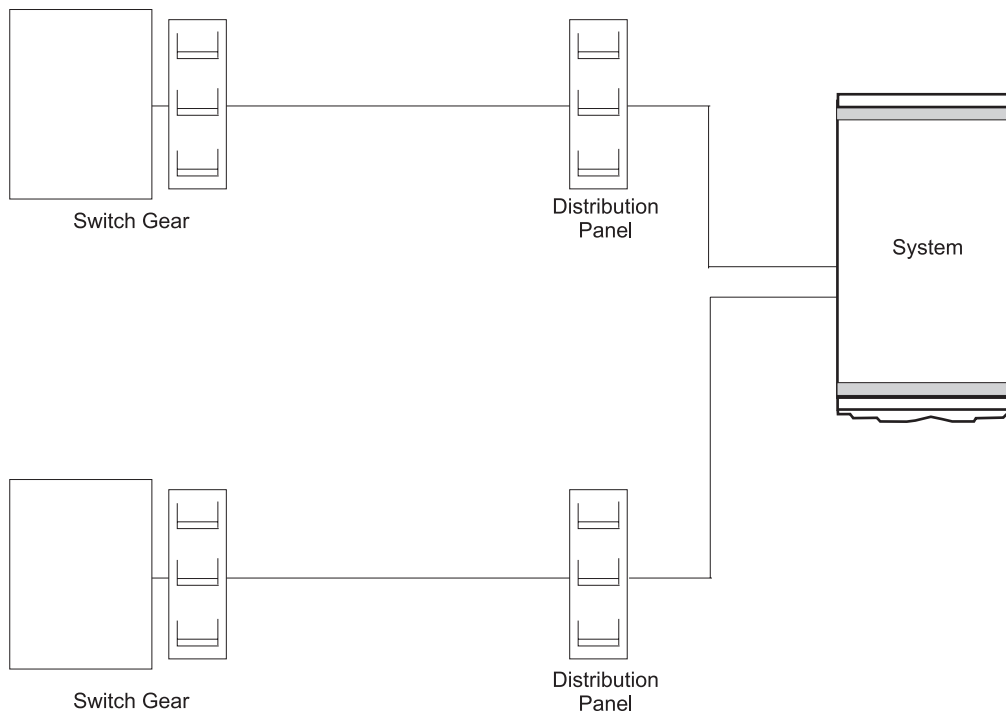 Switch Gear
Distribution
Panel
System
Switch Gear
Distribution
Panel